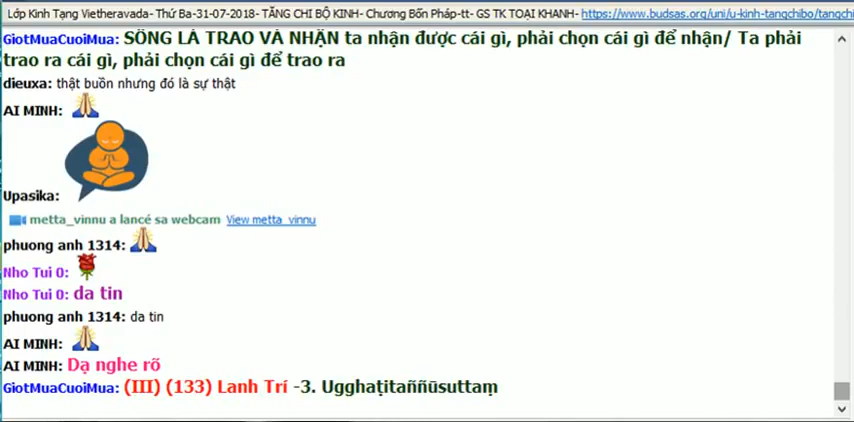 Lớp Kinh Tạng Vietheravada- Thứ Ba-31-07-2018- TĂNG CHI BỘ KINH- Chương Bốn Pháp-tt- GS TK TOẠI KHANH- https://www.budsas.org/uni/u-kinh-tangchibo/tangchi
GiotMuaCuoiMua: SỐNG LÀ TRAO VÀ NHẬN ta nhận được cái gì, phải chọn cái gì để nhận/ Ta phải
trao ra cái gì, phải chọn cái gì để trao ra
dieuxa: thật buồn nhưng đó là sự thật
AI MINH:
Upasika:
metta_vinnu a lancé sa webcam View metta_vinnu
phuong anh 1314:
Nho Tui 0:
Nho Tui 0: da tin
phuong anh 1314: da tin
AI MINH:
AI MINH: Dạ nghe rõ
GiotMuaCuoiMua: (III) (133) Lanh Trí -3. Ugghaṭitaññūsuttaṃ